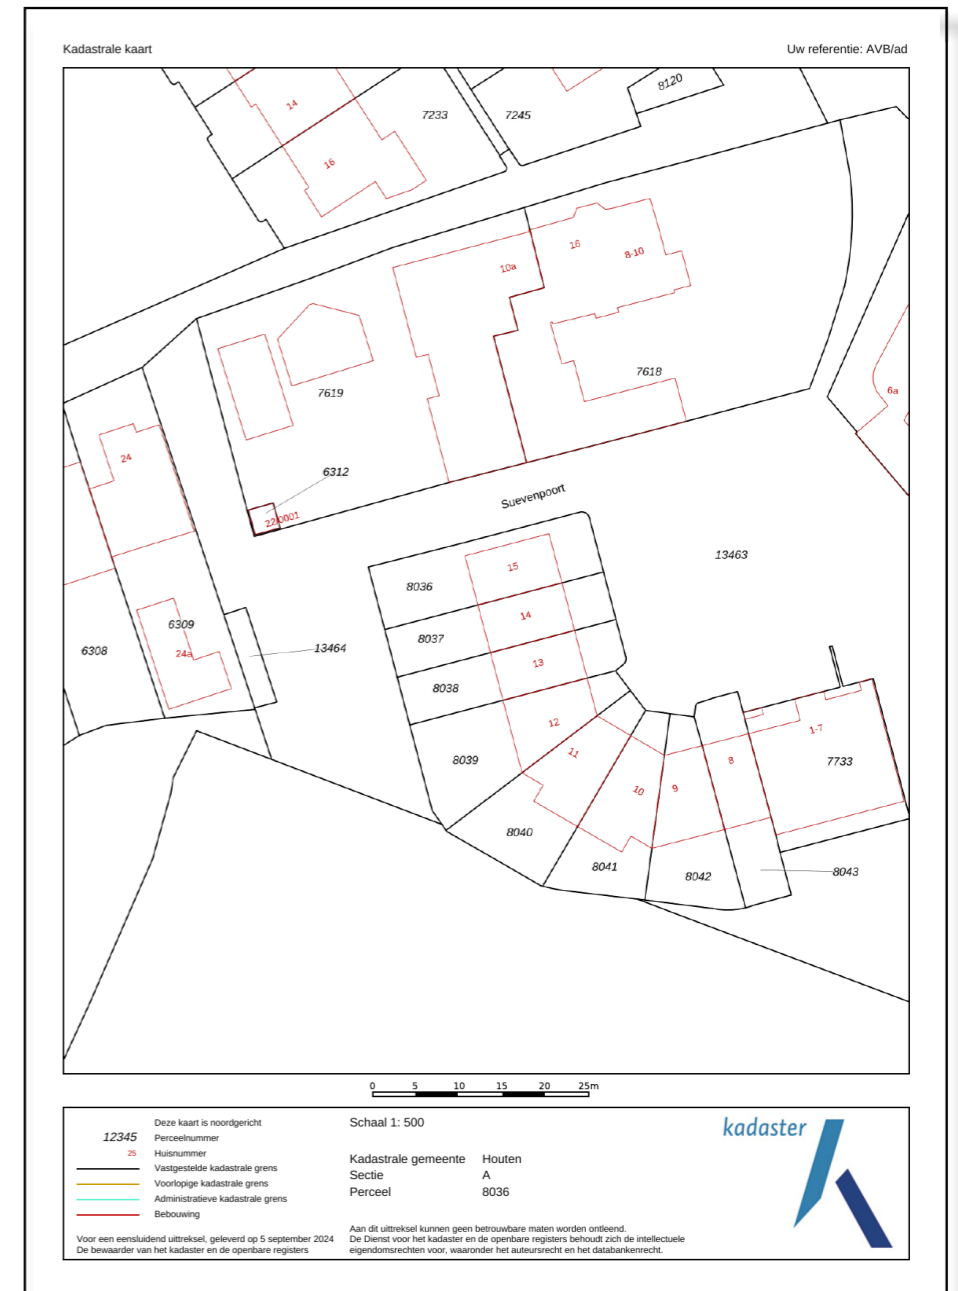 Kadastrale kaart
Uw referentie: AVB/ad
14
16
7233
7245
8120
10a
16
8-10
7619
7618
6a
24
6312
22/0001
Suevenpoort
13463
6308
6309
24a
13464
8036
15
8037
14
8038
13
8039
12
11
8040
10
8041
9
8042
8
8043
1-7
7733
0 5 10 15 20 25m
12345
25
Deze kaart is noordgericht
Perceelnummer
Huisnummer
Vastgestelde kadastrale grens
Voorlopige kadastrale grens
Administratieve kadastrale grens
Bebouwing
Voor een eensluidend uittreksel, geleverd op 5 september 2024
De bewaarder van het kadaster en de openbare registers
Schaal 1: 500
Kadastrale gemeente Houten
Sectie A
Perceel 8036
Aan dit uittreksel kunnen geen betrouwbare maten worden ontleend.
De Dienst voor het kadaster en de openbare registers behoudt zich de intellectuele
eigendomsrechten voor, waaronder het auteursrecht en het databankenrecht.
kadaster